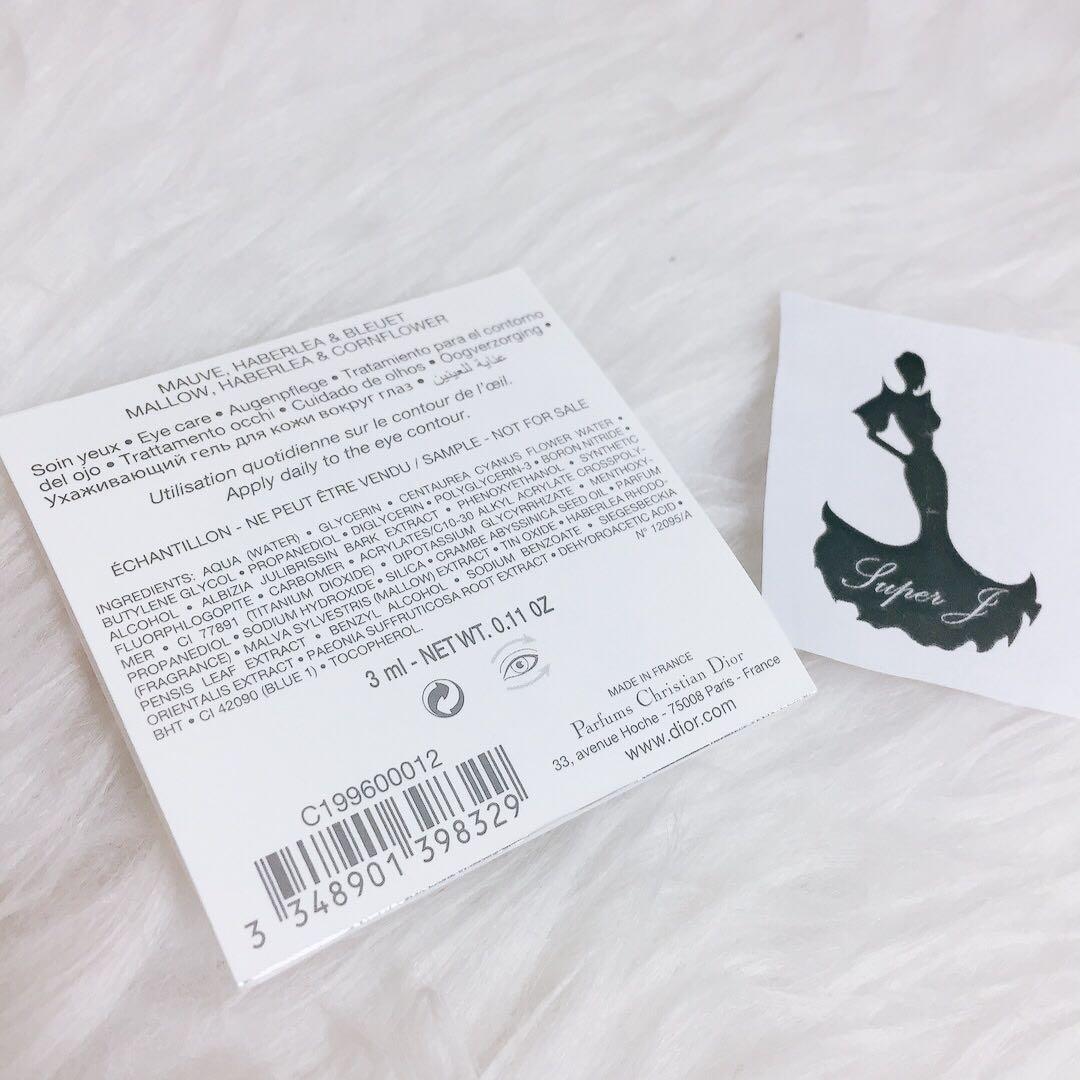 MAUVE, HABERLEA & BLEUET
MALLOW, HABERLEA & CORNFLOWER
Soin yeux • Eye care • Augenpflege • Tratamiento para el contorno
del ojo • Trattamento occhi • Cuidado de olhos • Oogverzorging •
Ухаживающий гель для кожи вокруг глаз • عناية للعينين
Utilisation quotidienne sur le contour de l'œil.
Apply daily to the eye contour.
ÉCHANTILLON - NE PEUT ÊTRE VENDU / SAMPLE - NOT FOR SALE
INGREDIENTS: AQUA (WATER) • GLYCERIN • CENTAUREA CYANUS FLOWER WATER •
BUTYLENE GLYCOL • PROPANEDIOL • DIGLYCERIN • POLYGLYCERIN-3 • BORON NITRIDE •
ALCOHOL • ALBIZIA JULIBRISSIN BARK EXTRACT • PHENOXYETHANOL • SYNTHETIC
FLUORPHLOGOPITE • CARBOMER • ACRYLATES/C10-30 ALKYL ACRYLATE CROSSPOLY-
MER • CI 77891 (TITANIUM DIOXIDE) • DIPOTASSIUM GLYCYRRHIZATE • MENTHOXY-
PROPANEDIOL • SODIUM HYDROXIDE • SILICA • CRAMBE ABYSSINICA SEED OIL • PARFUM
(FRAGRANCE) • MALVA SYLVESTRIS (MALLOW) EXTRACT • TIN OXIDE • HABERLEA RHODO-
PENSIS LEAF EXTRACT • BENZYL ALCOHOL • SODIUM BENZOATE • SIEGESBECKIA
ORIENTALIS EXTRACT • PAEONIA SUFFRUTICOSA ROOT EXTRACT • DEHYDROACETIC ACID •
BHT • CI 42090 (BLUE 1) • TOCOPHEROL. N° 12095/A
3 ml - NET WT. 0.11 OZ
MADE IN FRANCE
Parfums Christian Dior
33, avenue Hoche - 75008 Paris - France
www.dior.com
C199600012
3 348901 398329
Super J